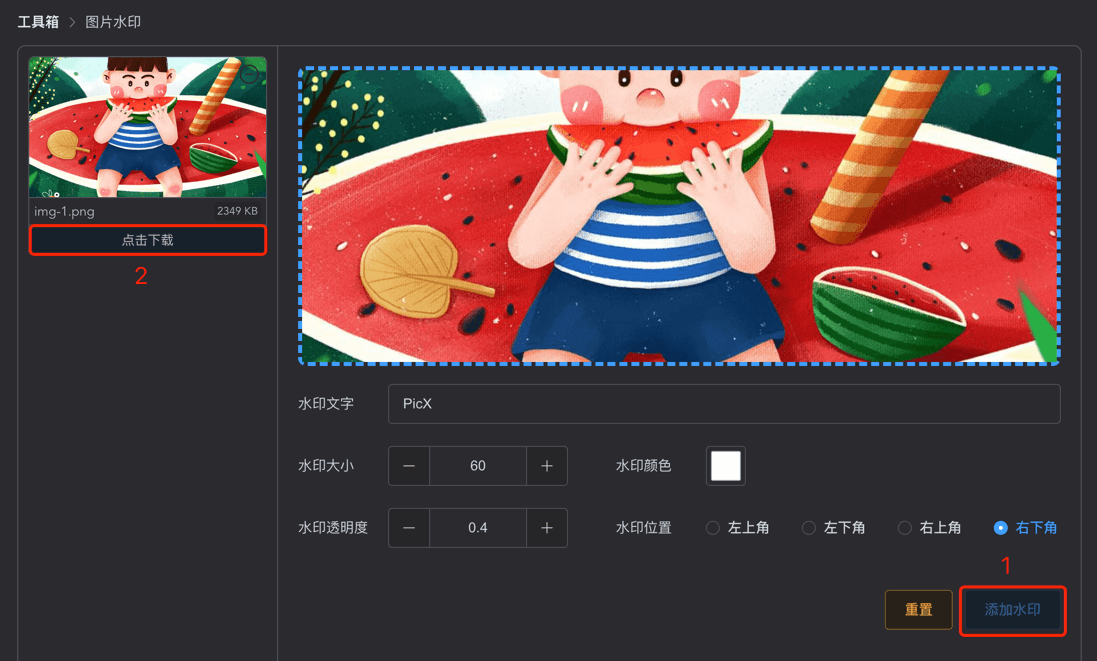 工具箱 > 图片水印
img-1.png 2349 KB
点击下载
2
水印文字 PicX
水印大小 — 60 + 水印颜色
水印透明度 — 0.4 + 水印位置 左上角 左下角 右上角 右下角
1
重置 添加水印